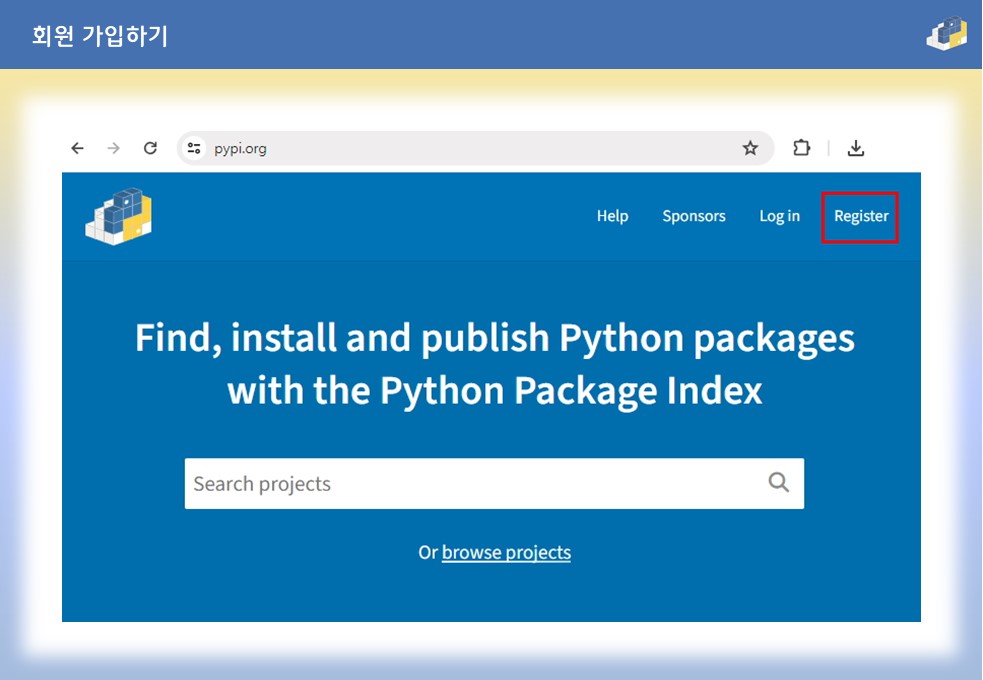 회원 가입하기
pypi.org
Help Sponsors Log in Register
Find, install and publish Python packages
with the Python Package Index
Search projects
Or browse projects